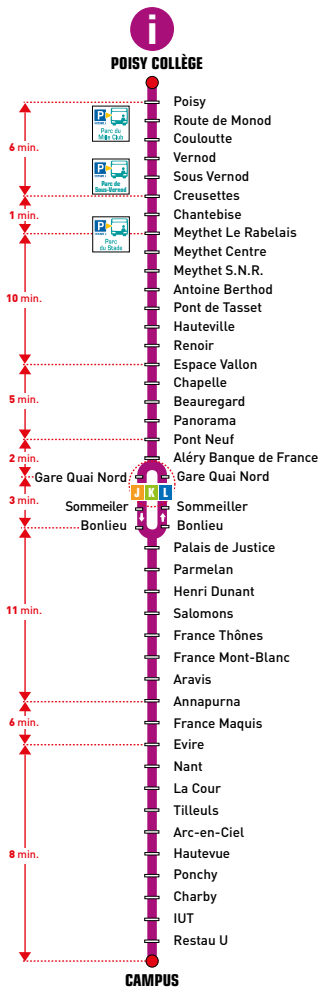 i
POISY COLLÈGE
Poisy
Route de Monod
P
Parc du
Mille Club
Couloutte
6 min.
Vernod
P
Parc de
Sous-Vernod
Sous Vernod
Creusettes
1 min.
Chantebise
P
Parc
du Stade
Meythet Le Rabelais
Meythet Centre
Meythet S.N.R.
10 min.
Antoine Berthod
Pont de Tasset
Hauteville
Renoir
Espace Vallon
Chapelle
5 min.
Beauregard
Panorama
Pont Neuf
2 min.
Aléry Banque de France
Gare Quai Nord
Gare Quai Nord
J K L
3 min.
Sommeiler
Sommeiller
Bonlieu
Bonlieu
Palais de Justice
Parmelan
Henri Dunant
11 min.
Salomons
France Thônes
France Mont-Blanc
Aravis
Annapurna
6 min.
France Maquis
Evire
Nant
La Cour
Tilleuls
Arc-en-Ciel
8 min.
Hautevue
Ponchy
Charby
IUT
Restau U
CAMPUS